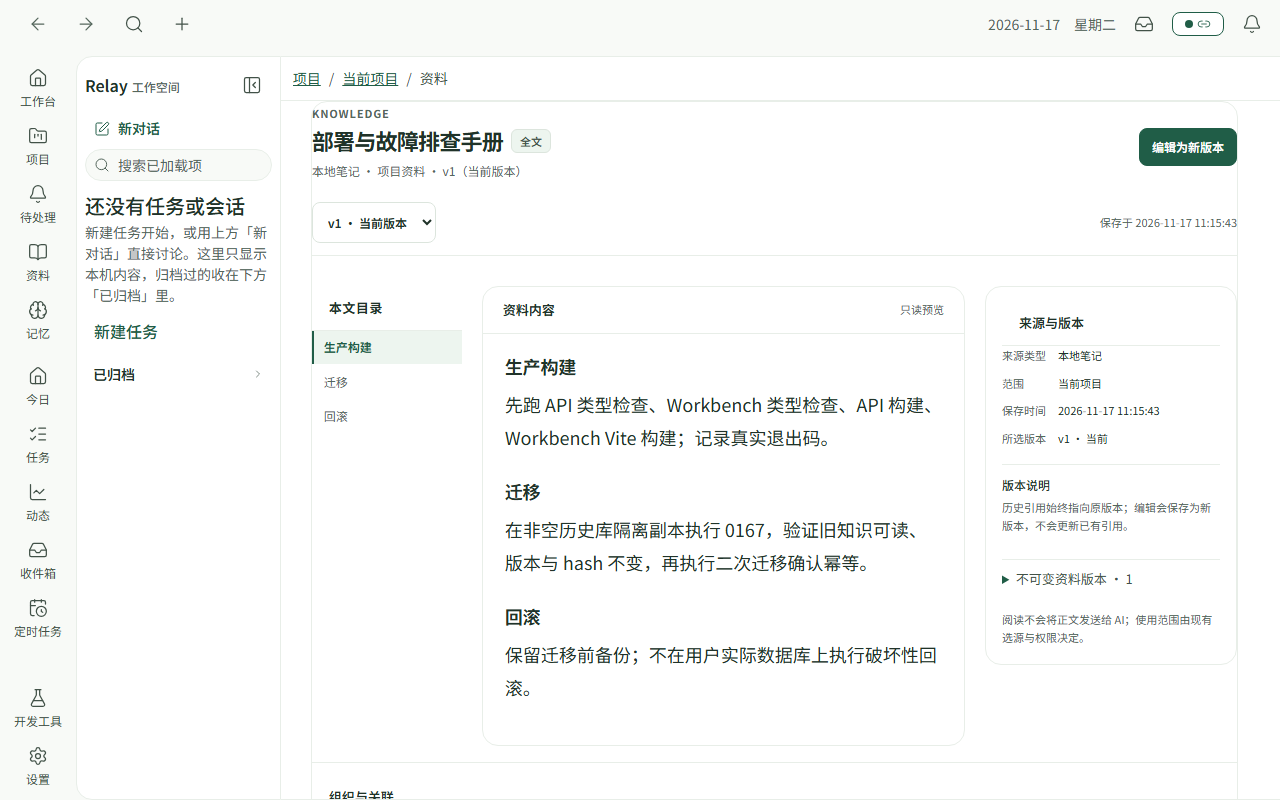 2026-11-17 星期二
工作台
项目
待处理
资料
记忆
今日
任务
动态
收件箱
定时任务
开发工具
设置
Relay 工作空间
新对话
搜索已加载项
还没有任务或会话
新建任务开始，或用上方「新
对话」直接讨论。这里只显示
本机内容，归档过的收在下方
「已归档」里。
新建任务
已归档
项目 / 当前项目 / 资料
KNOWLEDGE
部署与故障排查手册 全文
编辑为新版本
本地笔记 · 项目资料 · v1（当前版本）
v1 · 当前版本
保存于 2026-11-17 11:15:43
本文目录
生产构建
迁移
回滚
资料内容
只读预览
生产构建
先跑 API 类型检查、Workbench 类型检查、API 构建、
Workbench Vite 构建；记录真实退出码。
迁移
在非空历史库隔离副本执行 0167，验证旧知识可读、
版本与 hash 不变，再执行二次迁移确认幂等。
回滚
保留迁移前备份；不在用户实际数据库上执行破坏性回
滚。
来源与版本
来源类型 本地笔记
范围 当前项目
保存时间 2026-11-17 11:15:43
所选版本 v1 · 当前
版本说明
历史引用始终指向原版本；编辑会保存为新
版本，不会更新已有引用。
不可变资料版本 · 1
阅读不会将正文发送给 AI；使用范围由现有
选源与权限决定。
组织与关联